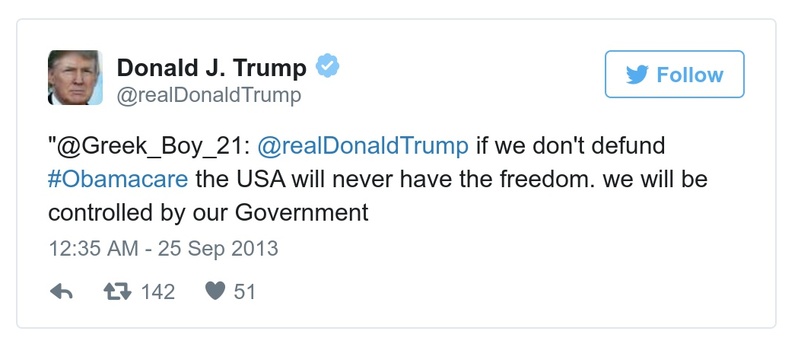 Donald J. Trump
@realDonaldTrump
Follow
"@Greek_Boy_21: @realDonaldTrump if we don't defund
#Obamacare the USA will never have the freedom. we will be
controlled by our Government
12:35 AM - 25 Sep 2013
142 51